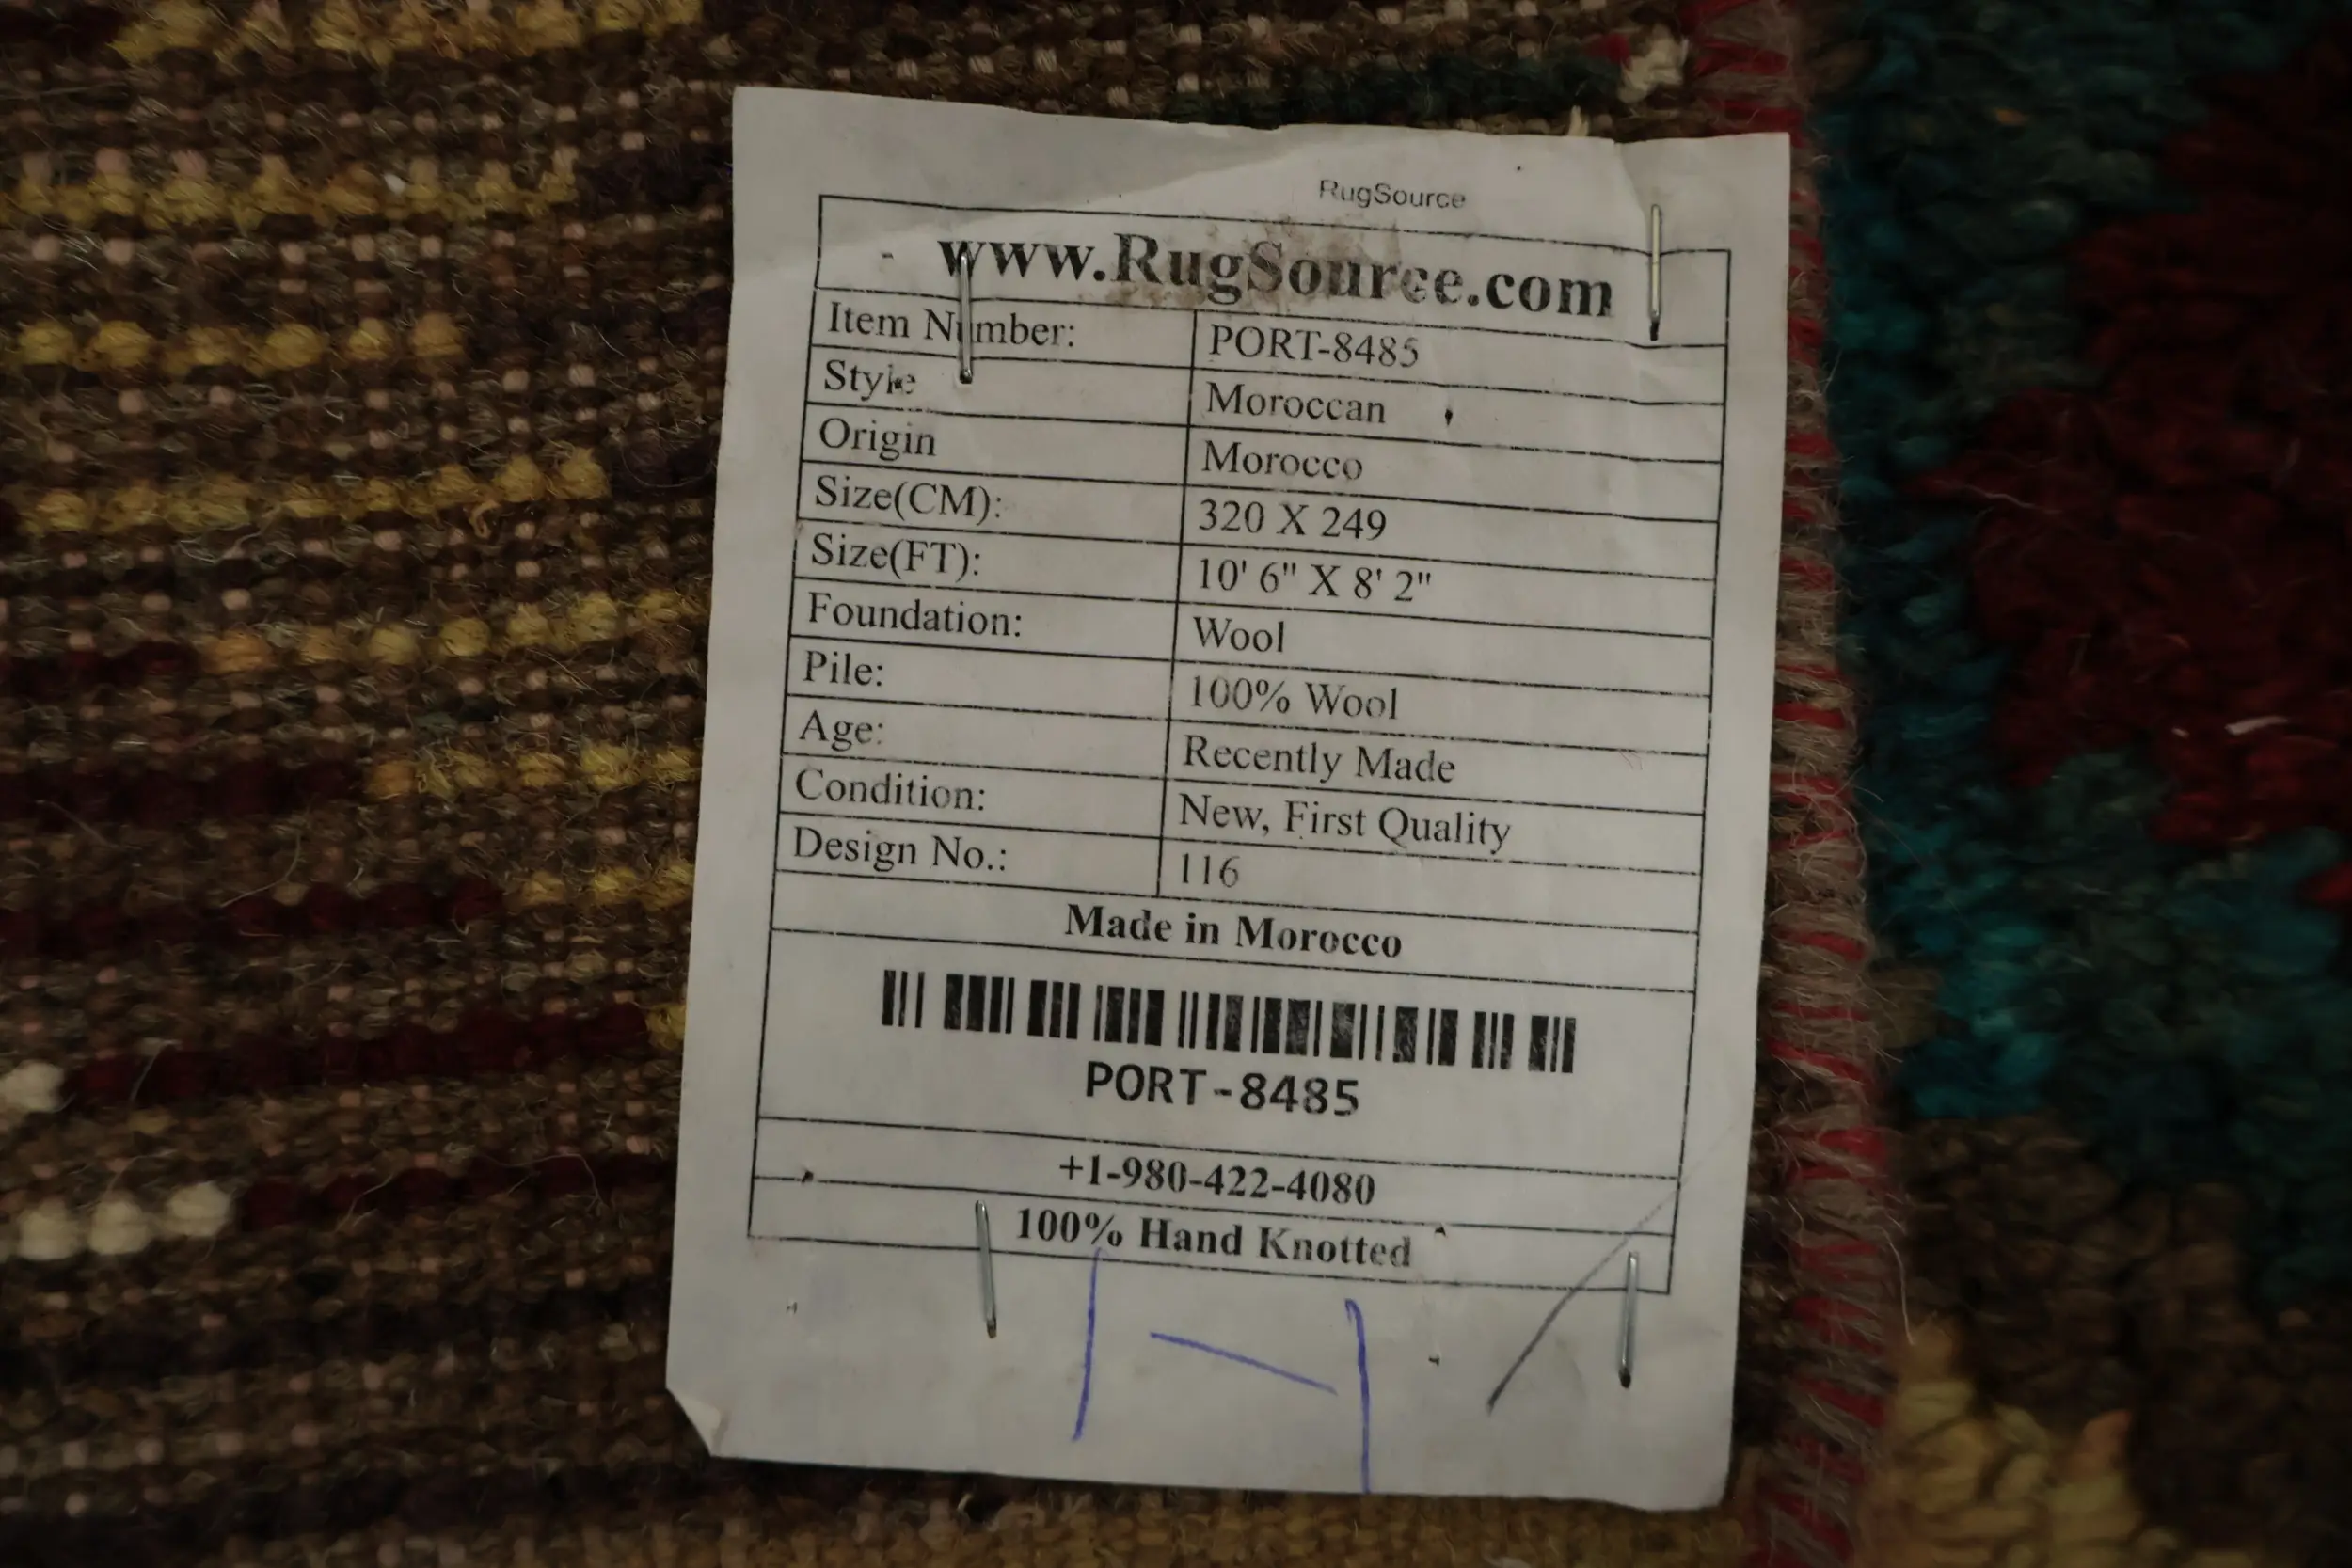 RugSource
www.RugSource.com
Item Number: PORT-8485
Style Moroccan
Origin Morocco
Size(CM): 320 X 249
Size(FT): 10' 6" X 8' 2"
Foundation: Wool
Pile: 100% Wool
Age: Recently Made
Condition: New, First Quality
Design No.: 116
Made in Morocco
PORT-8485
+1-980-422-4080
100% Hand Knotted
1-1